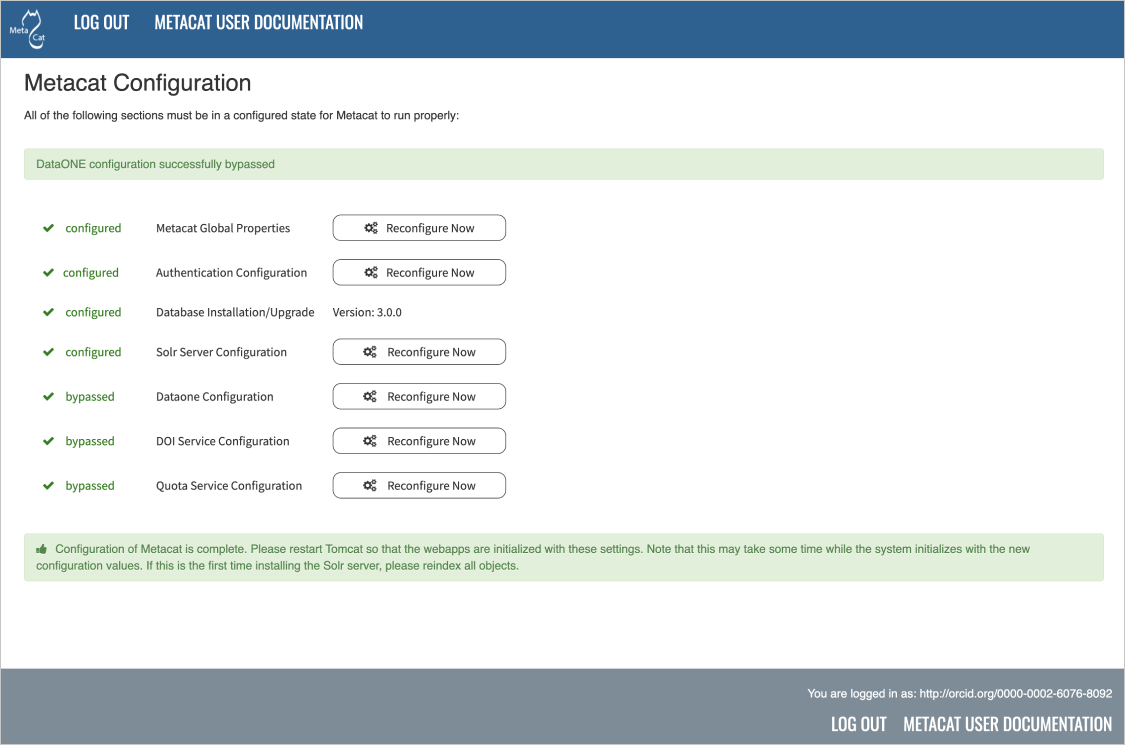 Meta Cat
LOG OUT METACAT USER DOCUMENTATION
Metacat Configuration
All of the following sections must be in a configured state for Metacat to run properly:
DataONE configuration successfully bypassed
configured Metacat Global Properties Reconfigure Now
configured Authentication Configuration Reconfigure Now
configured Database Installation/Upgrade Version: 3.0.0
configured Solr Server Configuration Reconfigure Now
bypassed Dataone Configuration Reconfigure Now
bypassed DOI Service Configuration Reconfigure Now
bypassed Quota Service Configuration Reconfigure Now
Configuration of Metacat is complete. Please restart Tomcat so that the webapps are initialized with these settings. Note that this may take some time while the system initializes with the new
configuration values. If this is the first time installing the Solr server, please reindex all objects.
You are logged in as: http://orcid.org/0000-0002-6076-8092
LOG OUT METACAT USER DOCUMENTATION